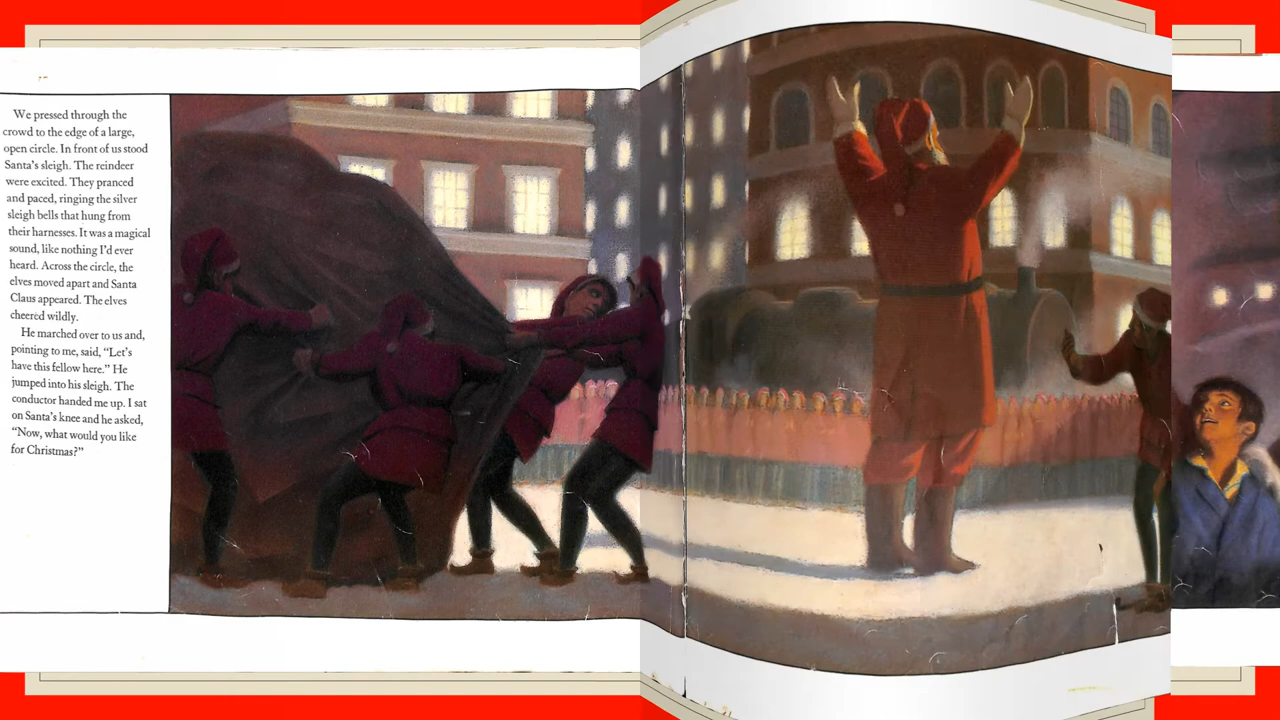 We pressed through the
crowd to the edge of a large,
open circle. In front of us stood
Santa's sleigh. The reindeer
were excited. They pranced
and paced, ringing the silver
sleigh bells that hung from
their harnesses. It was a magical
sound, like nothing I'd ever
heard. Across the circle, the
elves moved apart and Santa
Claus appeared. The elves
cheered wildly.
He marched over to us and,
pointing to me, said, “Let's
have this fellow here.” He
jumped into his sleigh. The
conductor handed me up. I sat
on Santa's knee and he asked,
“Now, what would you like
for Christmas?”